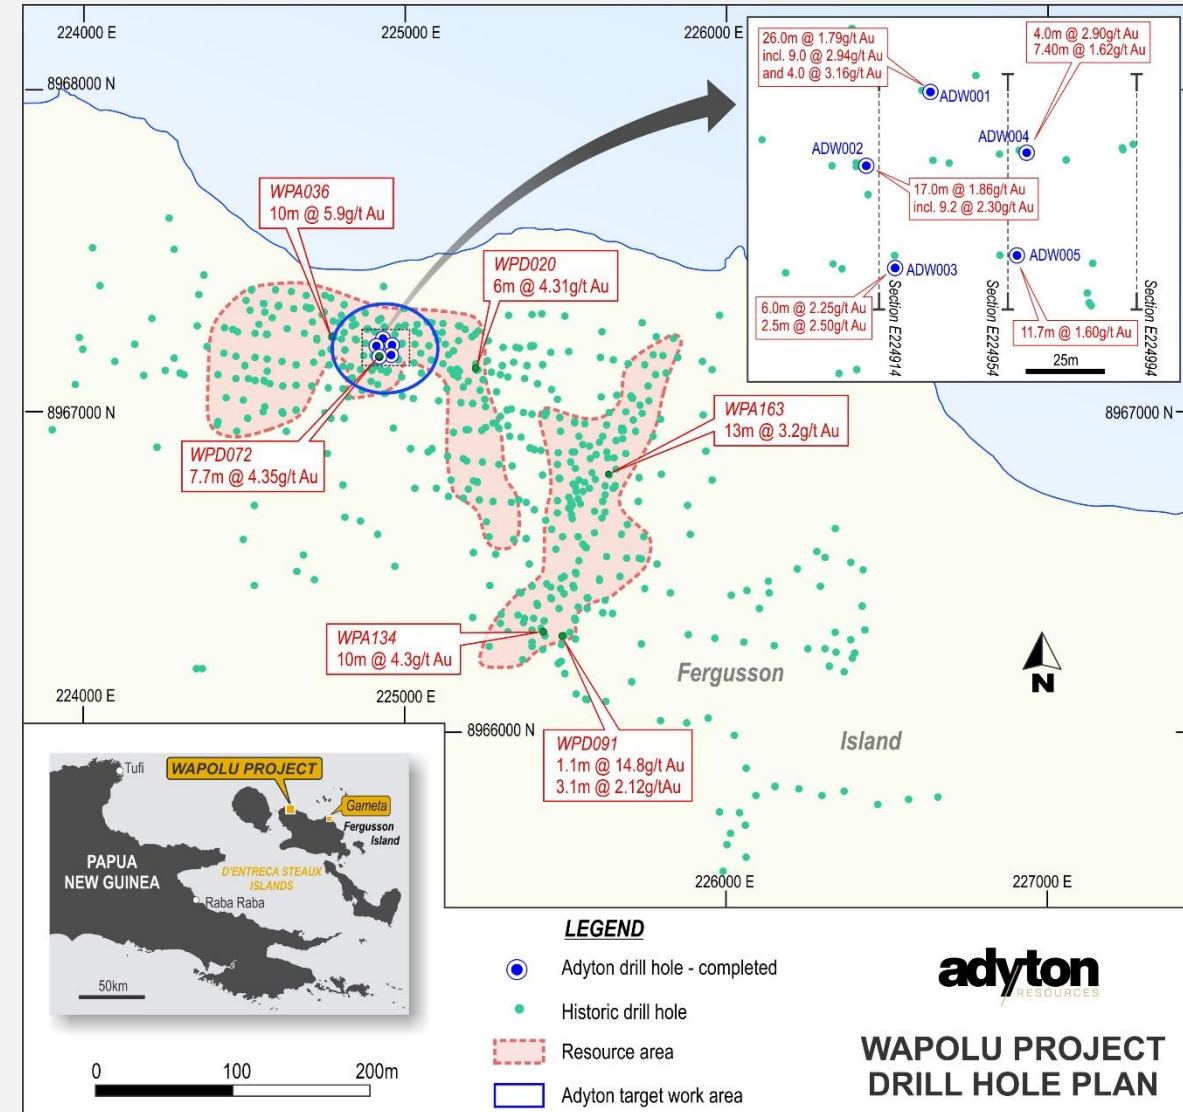 224000 E
225000 E
226000 E
8968000 N
26.0m @ 1.79g/t Au
incl. 9.0 @ 2.94g/t Au
and 4.0 @ 3.16g/t Au
4.0m @ 2.90g/t Au
7.40m @ 1.62g/t Au
ADW001
ADW002
ADW004
17.0m @ 1.86g/t Au
incl. 9.2 @ 2.30g/t Au
ADW003
ADW005
6.0m @ 2.25g/t Au
2.5m @ 2.50g/t Au
11.7m @ 1.60g/t Au
Section E224914
Section E224954
Section E224994
25m
WPA036
10m @ 5.9g/t Au
WPD020
6m @ 4.31g/t Au
8967000 N
8967000 N
WPA163
13m @ 3.2g/t Au
WPD072
7.7m @ 4.35g/t Au
WPA134
10m @ 4.3g/t Au
Fergusson
Island
N
224000 E
225000 E
8966000 N
WPD091
1.1m @ 14.8g/t Au
3.1m @ 2.12g/tAu
226000 E
227000 E
Tufi
WAPOLU PROJECT
Gameta
Fergusson
Island
PAPUA
NEW GUINEA
D'ENTRECA STEAUX
ISLANDS
Raba Raba
50km
0 100 200m
LEGEND
Adyton drill hole - completed
Historic drill hole
Resource area
Adyton target work area
adyton
RESOURCES
WAPOLU PROJECT
DRILL HOLE PLAN